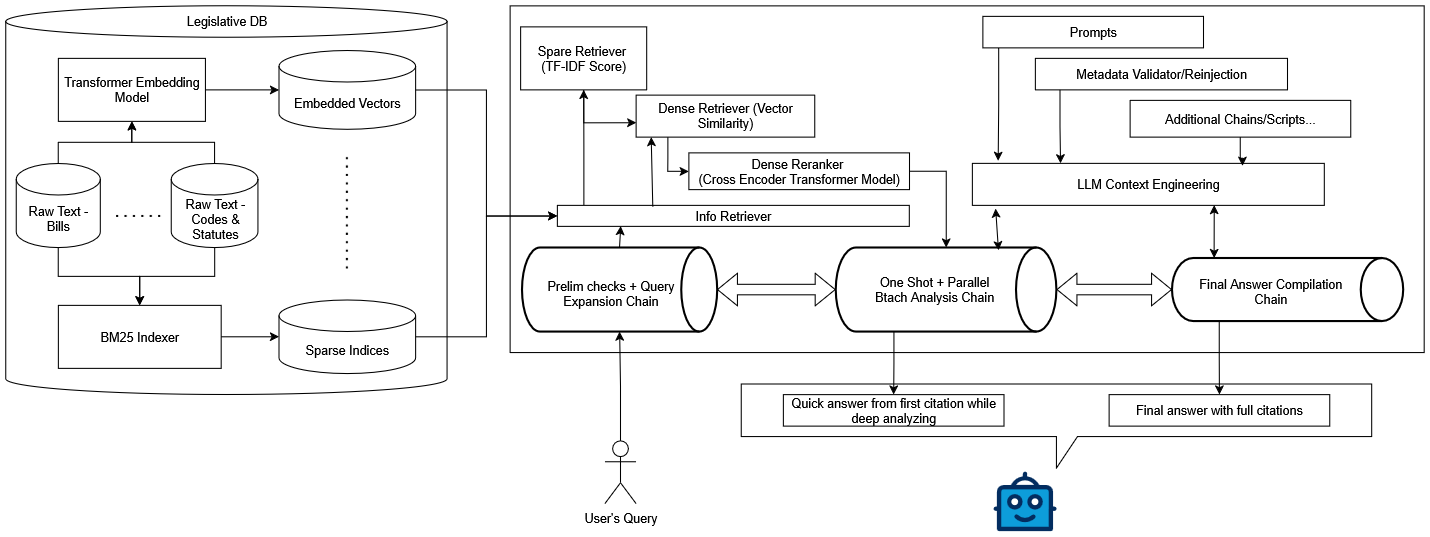 Legislative DB
Transformer Embedding
Model
Embedded Vectors
Raw Text -
Bills
Raw Text -
Codes &
Statutes
BM25 Indexer
Sparse Indices
Spare Retriever
(TF-IDF Score)
Dense Retriever (Vector
Similarity)
Dense Reranker
(Cross Encoder Transformer Model)
Info Retriever
Prompts
Metadata Validator/Reinjection
Additional Chains/Scripts...
LLM Context Engineering
Prelim checks + Query
Expansion Chain
One Shot + Parallel
Btach Analysis Chain
Final Answer Compilation
Chain
Quick answer from first citation while
deep analyzing
Final answer with full citations
User's Query